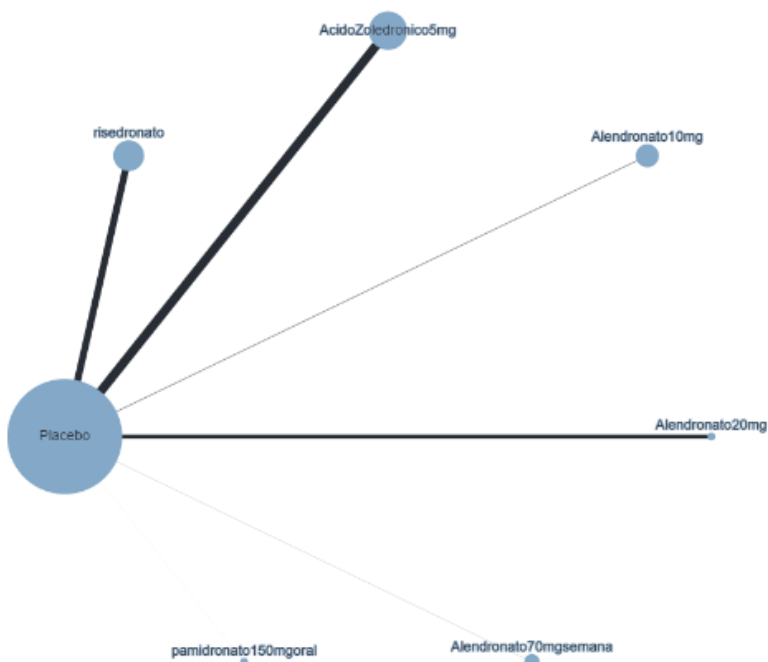 AcidoZoledronico5mg
risedronato
Alendronato10mg
Placebo
Alendronato20mg
pamidronato150mgoral
Alendronato70mgsemana